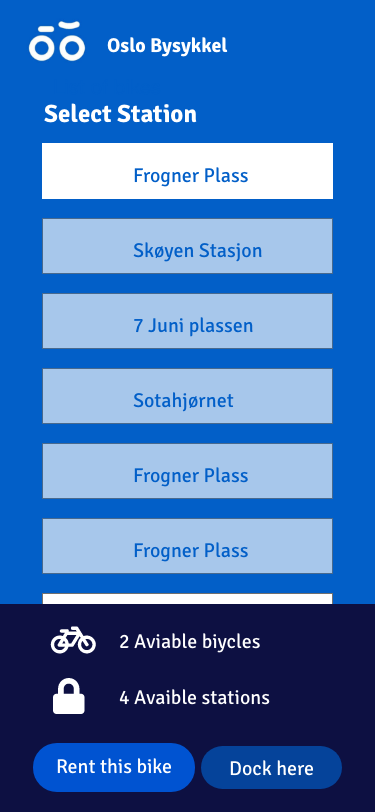 Oslo Bysykkel
Select Station
Frogner Plass
Skøyen Stasjon
7 Juni plassen
Sotahjørnet
Frogner Plass
Frogner Plass
2 Aviable biycles
4 Avaible stations
Rent this bike
Dock here